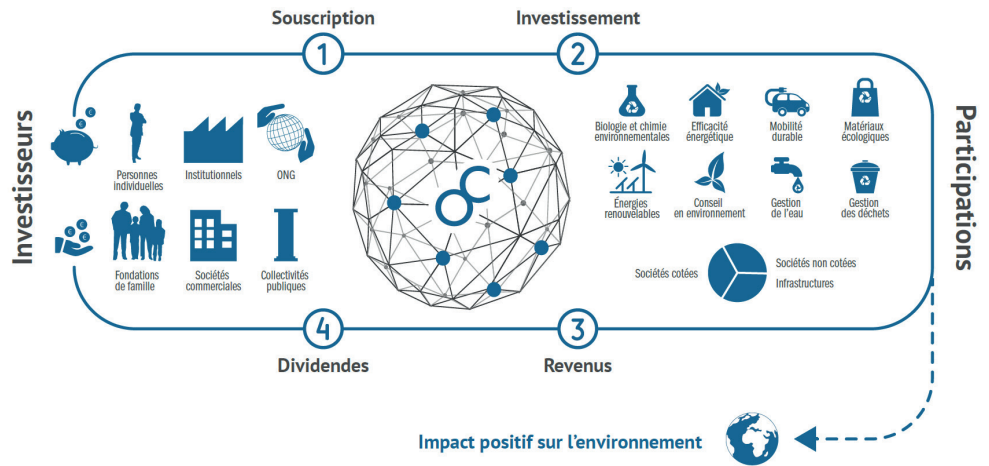 Souscription
Investissement
1
2
Investisseurs
€
€
Personnes
individuelles
Institutionnels
ONG
€
€
€
Fondations
de famille
Sociétés
commerciales
Collectivités
publiques
Biologie et chimie
environnementales
Efficacité
énergétique
Mobilité
durable
Matériaux
écologiques
Énergies
renouvelables
Conseil
en environnement
Gestion
de l'eau
Gestion
des déchets
Sociétés cotées
Sociétés non cotées
Infrastructures
Participations
4
3
Dividendes
Revenus
Impact positif sur l'environnement